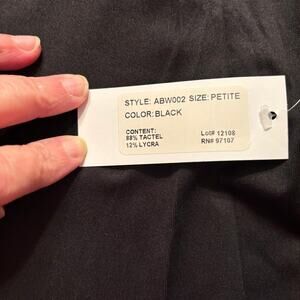 STYLE: ABW002 SIZE: PETITE
COLOR: BLACK
CONTENT:
88% TACTEL
12% LYCRA
Lot# 12108
RN# 97107